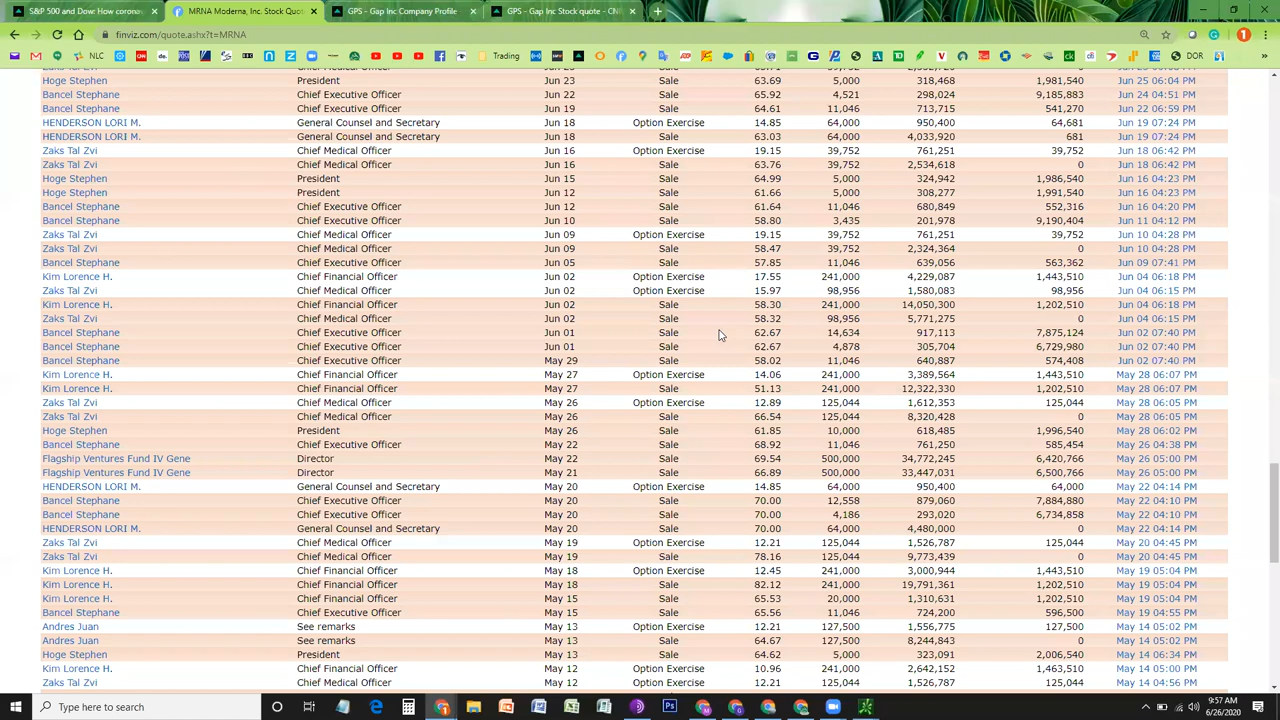 S&P 500 and Dow: How coron
MRNA Moderna, Inc. Stock Quot
GPS - Gap Inc Company Profile
GPS - Gap Inc Stock quote - CN
finviz.com/quote.ashx?t=MRNA
NLC Trading DOR
Hoge Stephen President Jun 23 Sale 63.69 5,000 318,468 1,981,540 Jun 25 06:04 PM
Bancel Stephane Chief Executive Officer Jun 22 Sale 65.92 4,521 298,024 9,185,883 Jun 24 04:51 PM
Bancel Stephane Chief Executive Officer Jun 19 Sale 64.61 11,046 713,715 541,270 Jun 22 06:59 PM
HENDERSON LORI M. General Counsel and Secretary Jun 18 Option Exercise 14.85 64,000 950,400 64,681 Jun 19 07:24 PM
HENDERSON LORI M. General Counsel and Secretary Jun 18 Sale 63.03 64,000 4,033,920 681 Jun 19 07:24 PM
Zaks Tal Zvi Chief Medical Officer Jun 16 Option Exercise 19.15 39,752 761,251 39,752 Jun 18 06:42 PM
Zaks Tal Zvi Chief Medical Officer Jun 16 Sale 63.76 39,752 2,534,618 0 Jun 18 06:42 PM
Hoge Stephen President Jun 15 Sale 64.99 5,000 324,942 1,986,540 Jun 16 04:23 PM
Hoge Stephen President Jun 12 Sale 61.66 5,000 308,277 1,991,540 Jun 16 04:23 PM
Bancel Stephane Chief Executive Officer Jun 12 Sale 61.64 11,046 680,849 552,316 Jun 16 04:20 PM
Bancel Stephane Chief Executive Officer Jun 10 Sale 58.80 3,435 201,978 9,190,404 Jun 11 04:12 PM
Zaks Tal Zvi Chief Medical Officer Jun 09 Option Exercise 19.15 39,752 761,251 39,752 Jun 10 04:28 PM
Zaks Tal Zvi Chief Medical Officer Jun 09 Sale 58.47 39,752 2,324,364 0 Jun 10 04:28 PM
Bancel Stephane Chief Executive Officer Jun 05 Sale 57.85 11,046 639,056 563,362 Jun 09 07:41 PM
Kim Lorence H. Chief Financial Officer Jun 02 Option Exercise 17.55 241,000 4,229,087 1,443,510 Jun 04 06:18 PM
Zaks Tal Zvi Chief Medical Officer Jun 02 Option Exercise 15.97 98,956 1,580,083 98,956 Jun 04 06:15 PM
Kim Lorence H. Chief Financial Officer Jun 02 Sale 58.30 241,000 14,050,300 1,202,510 Jun 04 06:18 PM
Zaks Tal Zvi Chief Medical Officer Jun 02 Sale 58.32 98,956 5,771,275 0 Jun 04 06:15 PM
Bancel Stephane Chief Executive Officer Jun 01 Sale 62.67 14,634 917,113 7,875,124 Jun 02 07:40 PM
Bancel Stephane Chief Executive Officer Jun 01 Sale 62.67 4,878 305,704 6,729,980 Jun 02 07:40 PM
Bancel Stephane Chief Executive Officer May 29 Sale 58.02 11,046 640,887 574,408 Jun 02 07:40 PM
Kim Lorence H. Chief Financial Officer May 27 Option Exercise 14.06 241,000 3,389,564 1,443,510 May 28 06:07 PM
Kim Lorence H. Chief Financial Officer May 27 Sale 51.13 241,000 12,322,330 1,202,510 May 28 06:07 PM
Zaks Tal Zvi Chief Medical Officer May 26 Option Exercise 12.89 125,044 1,612,353 125,044 May 28 06:05 PM
Zaks Tal Zvi Chief Medical Officer May 26 Sale 66.54 125,044 8,320,428 0 May 28 06:05 PM
Hoge Stephen President May 26 Sale 61.85 10,000 618,485 1,996,540 May 28 06:02 PM
Bancel Stephane Chief Executive Officer May 22 Sale 68.92 11,046 761,250 585,454 May 26 04:38 PM
Flagship Ventures Fund IV Gene Director May 22 Sale 69.54 500,000 34,772,245 6,420,766 May 26 05:00 PM
Flagship Ventures Fund IV Gene Director May 21 Sale 66.89 500,000 33,447,031 6,920,766 May 26 05:00 PM
HENDERSON LORI M. General Counsel and Secretary May 20 Option Exercise 14.85 64,000 950,400 64,000 May 22 04:14 PM
Bancel Stephane Chief Executive Officer May 20 Sale 70.00 12,558 879,060 7,884,880 May 22 04:10 PM
Bancel Stephane Chief Executive Officer May 20 Sale 70.00 4,186 293,020 6,734,858 May 22 04:10 PM
HENDERSON LORI M. General Counsel and Secretary May 20 Sale 70.00 64,000 4,480,000 0 May 22 04:14 PM
Zaks Tal Zvi Chief Medical Officer May 19 Option Exercise 12.21 125,044 1,526,787 125,044 May 20 04:45 PM
Zaks Tal Zvi Chief Medical Officer May 19 Sale 78.16 125,044 9,773,439 0 May 20 04:45 PM
Kim Lorence H. Chief Financial Officer May 18 Option Exercise 12.45 241,000 3,000,944 1,443,510 May 19 05:04 PM
Kim Lorence H. Chief Financial Officer May 18 Sale 82.12 241,000 19,791,361 1,202,510 May 19 05:04 PM
Kim Lorence H. Chief Financial Officer May 15 Sale 65.53 20,000 1,310,631 1,202,510 May 19 05:04 PM
Bancel Stephane Chief Executive Officer May 15 Sale 65.56 11,046 724,200 596,500 May 19 04:55 PM
Andres Juan See remarks May 13 Option Exercise 12.21 127,500 1,556,775 127,500 May 14 05:02 PM
Andres Juan See remarks May 13 Sale 64.67 127,500 8,244,843 0 May 14 05:02 PM
Hoge Stephen President May 13 Sale 64.62 5,000 323,091 2,006,540 May 14 06:34 PM
Kim Lorence H. Chief Financial Officer May 12 Option Exercise 10.96 241,000 2,642,152 1,463,510 May 14 05:00 PM
Zaks Tal Zvi Chief Medical Officer May 12 Option Exercise 12.21 125,044 1,526,787 125,044 May 14 04:56 PM
Type here to search
9:57 AM
6/26/2020